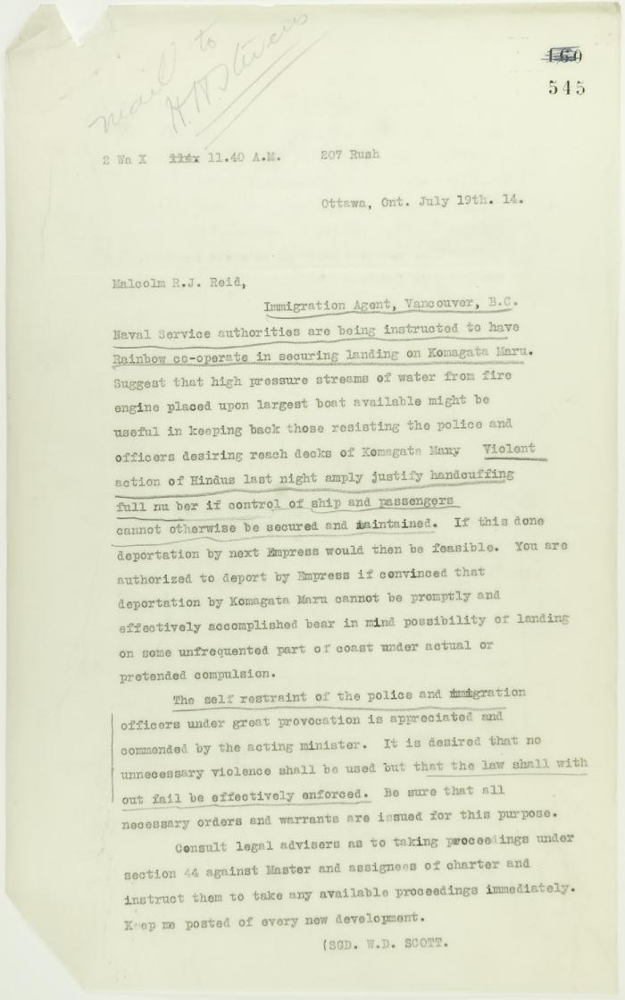 mail to
H.H. Stevens
160
545
2 Wa X 114x 11.40 A.M. 207 Rush
Ottawa, Ont. July 19th. 14.
Malcolm R.J. Reid,
Immigration Agent, Vancouver, B.C.
Naval Service authorities are being instructed to have
Rainbow co-operate in securing landing on Komagata Maru.
Suggest that high pressure streams of water from fire
engine placed upon largest boat available might be
useful in keeping back those resisting the police and
officers desiring reach decks of Komagata Many Violent
action of Hindus last night amply justify handcuffing
full nu ber if control of ship and passengers
cannot otherwise be secured and maintained. If this done
deportation by next Empress would then be feasible. You are
authorized to deport by Empress if convinced that
deportation by Komagata Maru cannot be promptly and
effectively accomplished bear in mind possibility of landing
on some unfrequented part of coast under actual or
pretended compulsion.
The self restraint of the police and immigration
officers under great provocation is appreciated and
commended by the acting minister. It is desired that no
unnecessary violence shall be used but that the law shall with
out fail be effectively enforced. Be sure that all
necessary orders and warrants are issued for this purpose.
Consult legal advisers as to taking proceedings under
section 44 against Master and assignees of charter and
instruct them to take any available proceedings immediately.
Keep me posted of every new development.
(SGD. W.D. SCOTT.